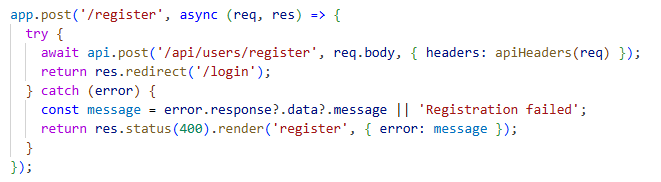 app.post('/register', async (req, res) => {
  try {
    await api.post('/api/users/register', req.body, { headers: apiHeaders(req) });
    return res.redirect('/login');
  } catch (error) {
    const message = error.response?.data?.message || 'Registration failed';
    return res.status(400).render('register', { error: message });
  }
});